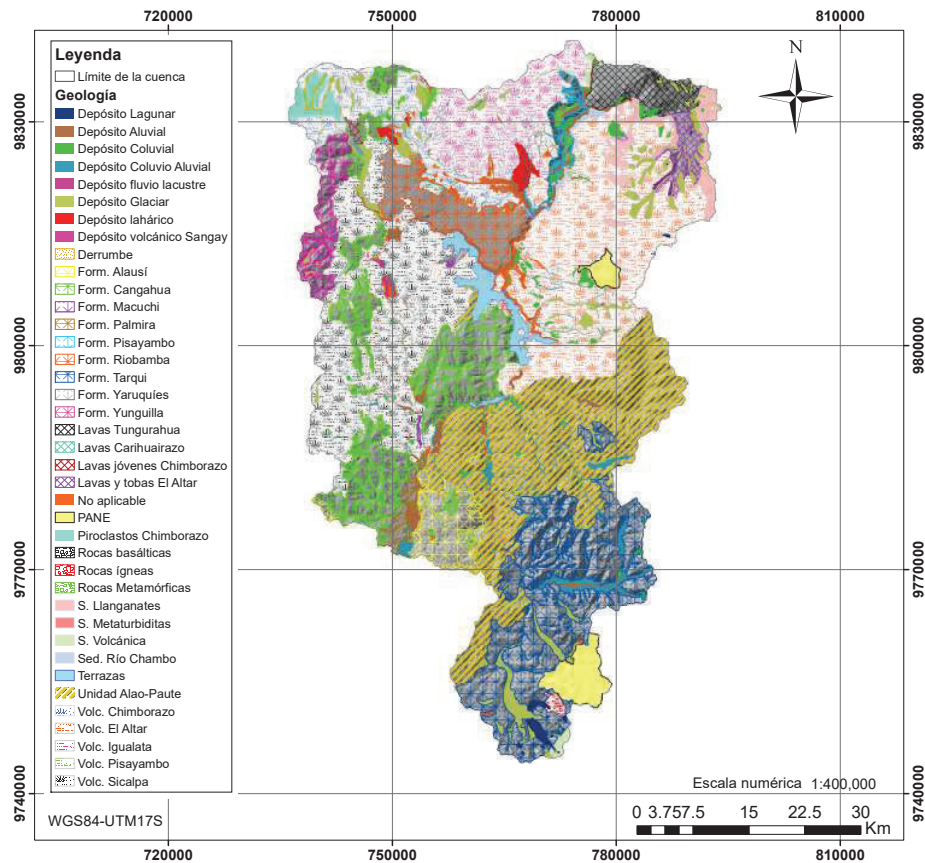 720000 750000 780000 810000
9830000
9800000
9770000
9740000
Leyenda
Límite de la cuenca
Geología
Depósito Lagunar
Depósito Aluvial
Depósito Coluvial
Depósito Coluvio Aluvial
Depósito fluvio lacustre
Depósito Glaciar
Depósito lahárico
Depósito volcánico Sangay
Derrumbe
Form. Alausí
Form. Cangahua
Form. Macuchi
Form. Palmira
Form. Pisayambo
Form. Riobamba
Form. Tarqui
Form. Yaruquíes
Form. Yunguilla
Lavas Tungurahua
Lavas Carihuairazo
Lavas jóvenes Chimborazo
Lavas y tobas El Altar
No aplicable
PANE
Piroclastos Chimborazo
Rocas basálticas
Rocas ígneas
Rocas Metamórficas
S. Llanganates
S. Metaturbiditas
S. Volcánica
Sed. Río Chambo
Terrazas
Unidad Alao-Paute
Volc. Chimborazo
Volc. El Altar
Volc. Igualata
Volc. Pisayambo
Volc. Sicalpa
WGS84-UTM17S
N
Escala numérica 1:400,000
0 3.757.5 15 22.5 30
Km
9830000
9800000
9770000
9740000
720000 750000 780000 810000